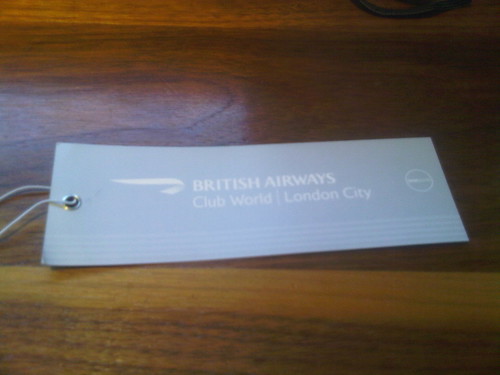 BRITISH AIRWAYS
Club World | London City